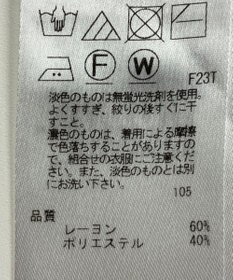 F23T
F
W
淡色のものは無蛍光洗剤を使用。
よくすすぎ、絞りのあとすぐに干
すこと。
濃色のものは、着用による摩擦
で色落ちすることがありますの
で、組合せの衣服にご注意くださ
い。また、淡色のものとは別
にお洗い下さい。
105
品質
レーヨン 60%
ポリエステル 40%